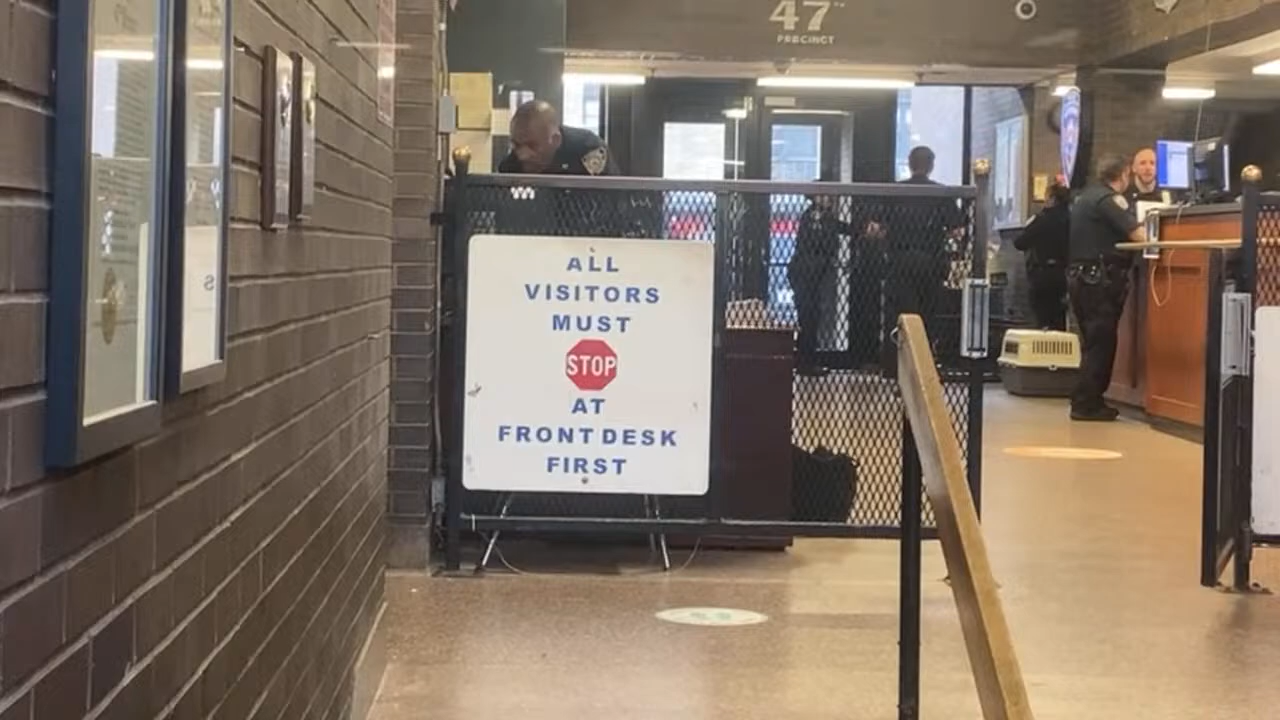 47TH
PRECINCT
ALL
VISITORS
MUST
STOP
AT
FRONT DESK
FIRST